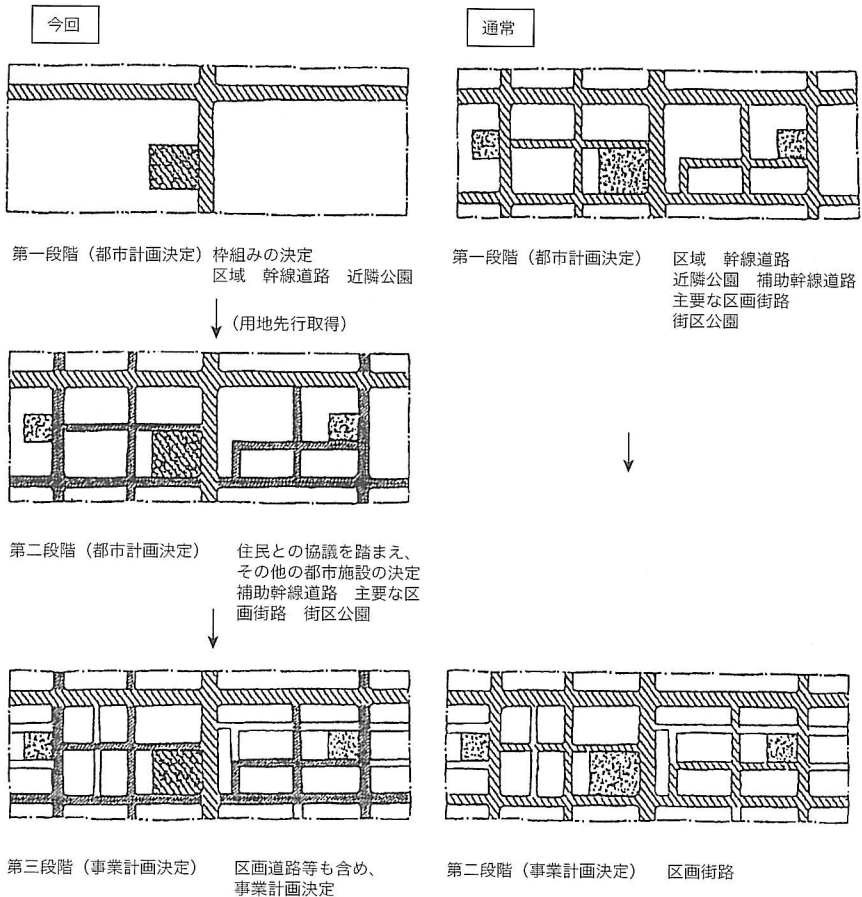 今回
第一段階（都市計画決定）枠組みの決定
区域　幹線道路　近隣公園
（用地先行取得）
第二段階（都市計画決定）　住民との協議を踏まえ、
その他の都市施設の決定
補助幹線道路　主要な区
画街路　街区公園
第三段階（事業計画決定）　区画道路等も含め、
事業計画決定
通常
第一段階（都市計画決定）　区域　幹線道路
近隣公園　補助幹線道路
主要な区画街路
街区公園
第二段階（事業計画決定）　区画街路